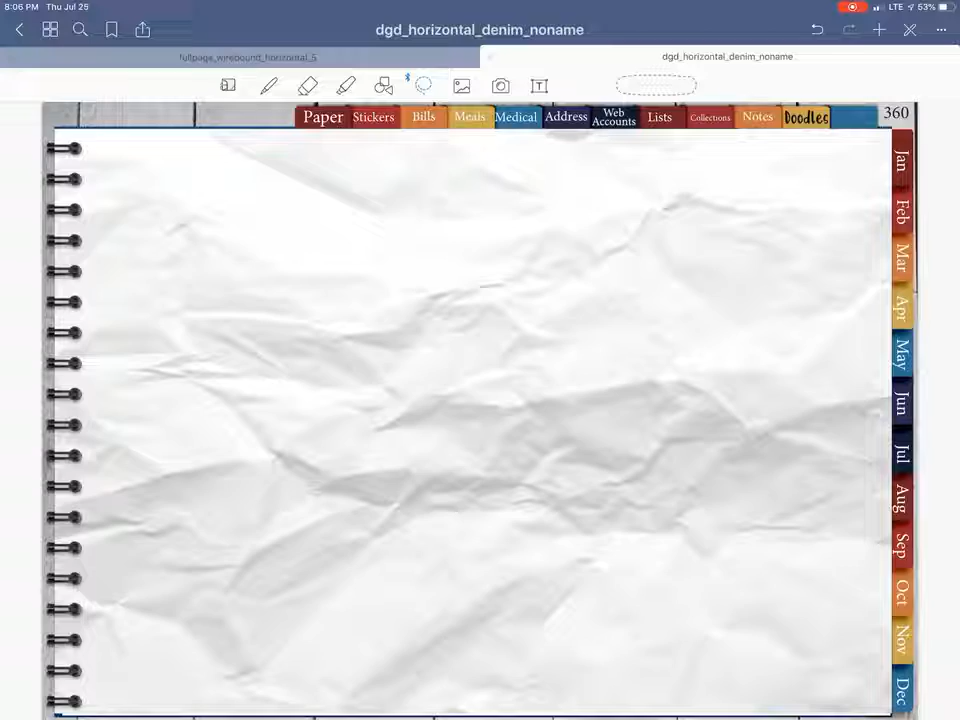 8:06 PM Thu Jul 25
LTE 53%
dgd_horizontal_denim_noname
fullpage_wirebound_horizontal_5
dgd_horizontal_denim_noname
T
Paper Stickers Bills Meals Medical Address Web Accounts Lists Collections Notes Doodles 360
Jan
Feb
Mar
Apr
May
Jun
Jul
Aug
Sep
Oct
Nov
Dec